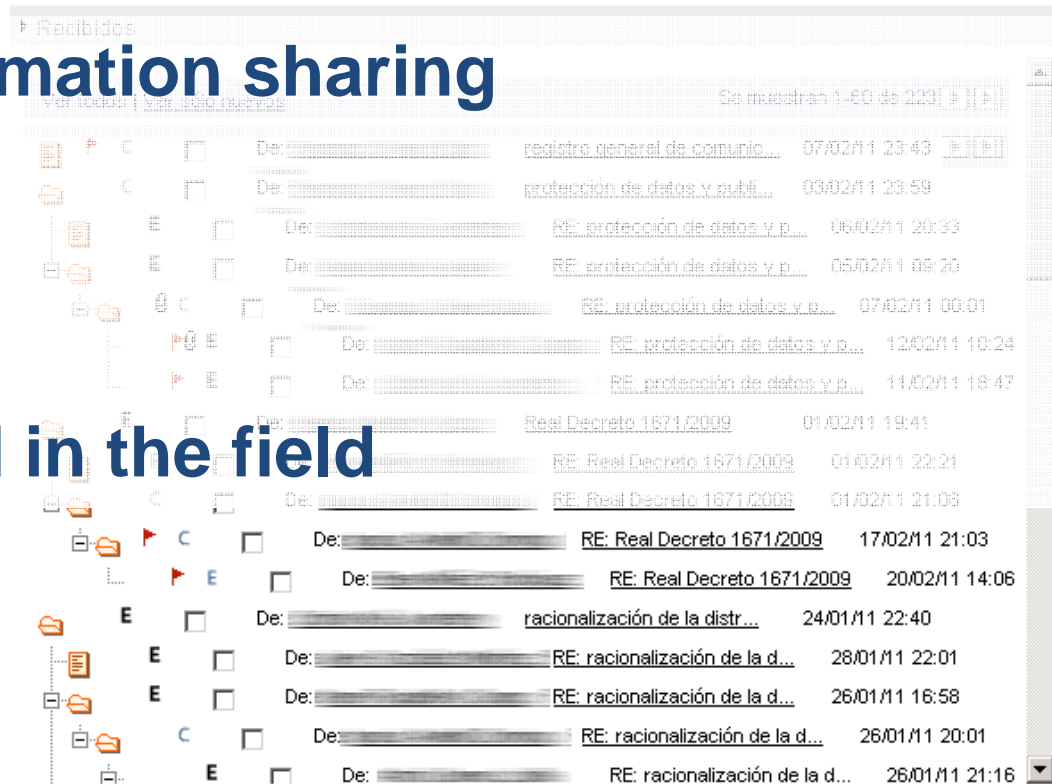 Recibidos
mation sharing
Ver todos | Ver sólo nuevos Se muestran 1-60 de 223
C De: registro general de comunic... 07/02/11 23:43
C De: protección de datos y publi... 03/02/11 23:59
E De: RE: protección de datos y p... 06/02/11 20:33
E De: RE: protección de datos y p... 05/02/11 09:20
C De: RE: protección de datos y p... 07/02/11 00:01
E De: RE: protección de datos y p... 12/02/11 10:24
E De: RE: protección de datos y p... 11/02/11 18:47
E De: Real Decreto 1671/2009 01/02/11 19:41
in the field
RE: Real Decreto 1671/2009 01/02/11 22:21
C De: RE: Real Decreto 1671/2009 01/02/11 21:08
C De: RE: Real Decreto 1671/2009 17/02/11 21:03
E De: RE: Real Decreto 1671/2009 20/02/11 14:06
E De: racionalización de la distr... 24/01/11 22:40
E De: RE: racionalización de la d... 28/01/11 22:01
E De: RE: racionalización de la d... 26/01/11 16:58
C De: RE: racionalización de la d... 26/01/11 20:01
E De: RE: racionalización de la d... 26/01/11 21:16